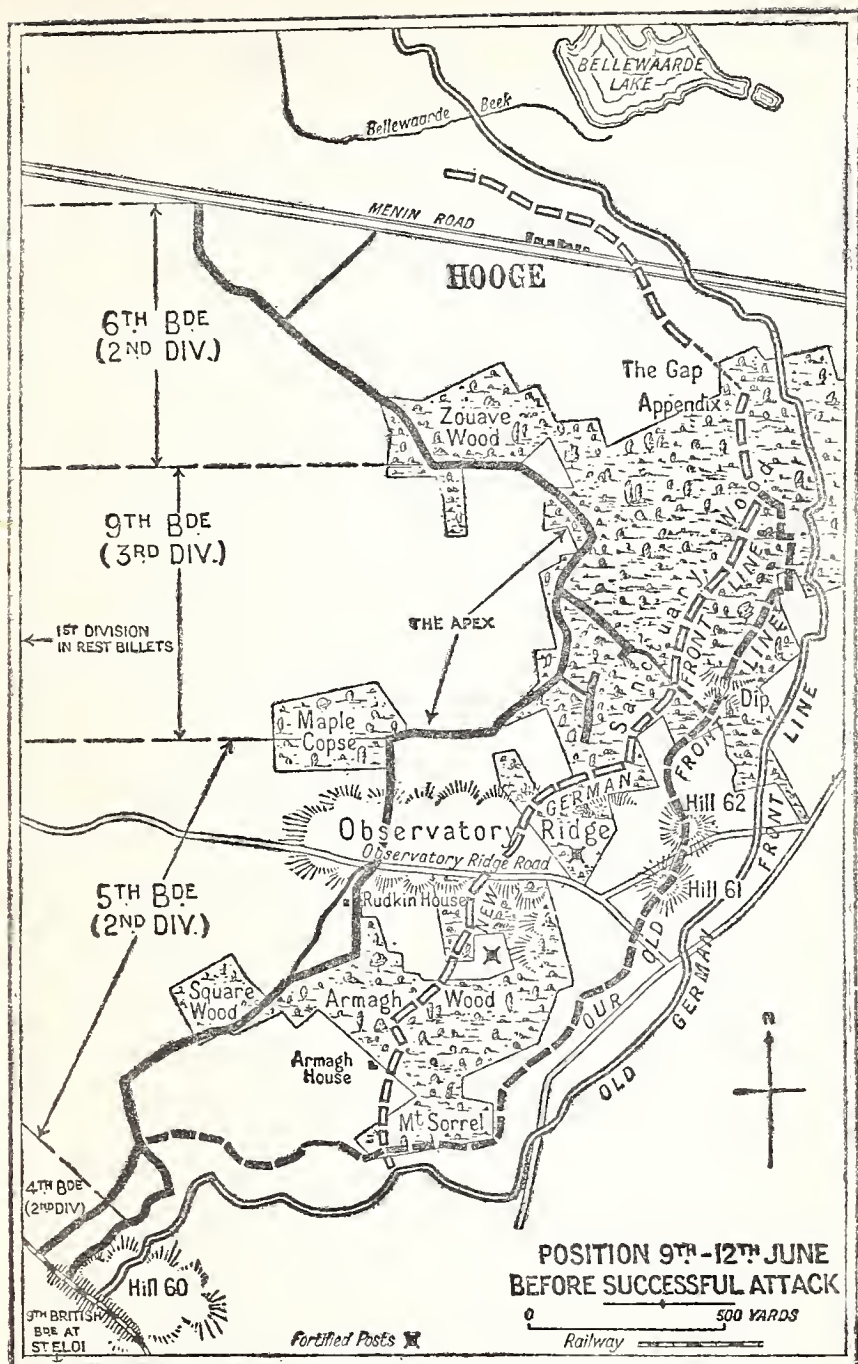 BELLEWAARDE
LAKE
Bellewaarde Beek
MENIN ROAD
HOOGE
6TH BDE
(2ND DIV.)
The Gap
Appendix
Zouave
Wood
9TH BDE
(3RD DIV.)
Sanctuary Wood
FRONT LINE
1ST DIVISION
IN REST BILLETS
THE APEX
Dip
Maple
Copse
GERMAN
FRONT LINE
Hill 62
Observatory
Ridge
Observatory Ridge Road
Hill 61
5TH BDE
(2ND DIV.)
Rudkin House
NEW
OLD
OUR
OLD GERMAN FRONT LINE
Square
Wood
Armagh Wood
Armagh
House
Mt Sorrel
N
4TH BDE
(2ND DIV)
Hill 60
9TH BRITISH
BDE AT
ST ELOI
POSITION 9TH-12TH JUNE
BEFORE SUCCESSFUL ATTACK
0 500 YARDS
Fortified Posts
Railway